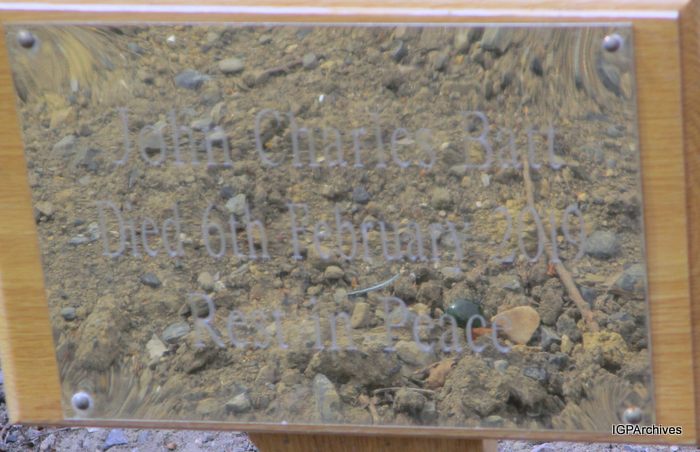 John Charles Batt
Died 6th February 2019
Rest in Peace
IGPArchives